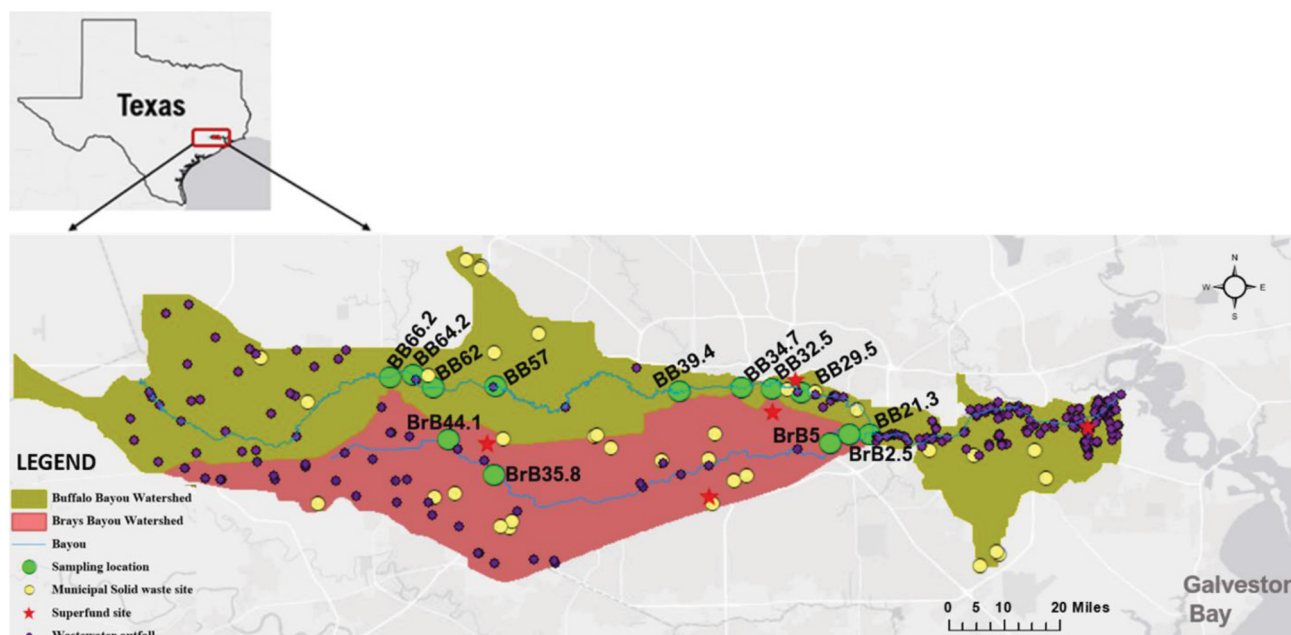 Texas
N
W
E
S
BB66.2
BB64.2
BB62
BB57
BB39.4
BB34.7
BB32.5
BB29.5
BB21.3
BrB44.1
BrB35.8
BrB5
BrB2.5
LEGEND
Buffalo Bayou Watershed
Brays Bayou Watershed
Bayou
Sampling location
Municipal Solid waste site
Superfund site
Wastewater outfall
0 5 10 20 Miles
Galveston
Bay